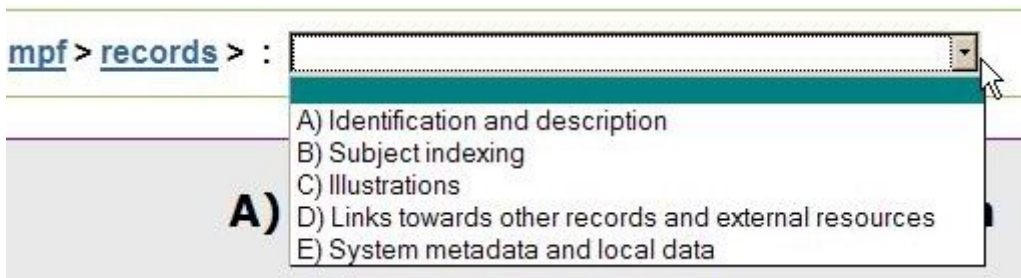 mpf > records > :
A) Identification and description
B) Subject indexing
C) Illustrations
D) Links towards other records and external resources
E) System metadata and local data
A)